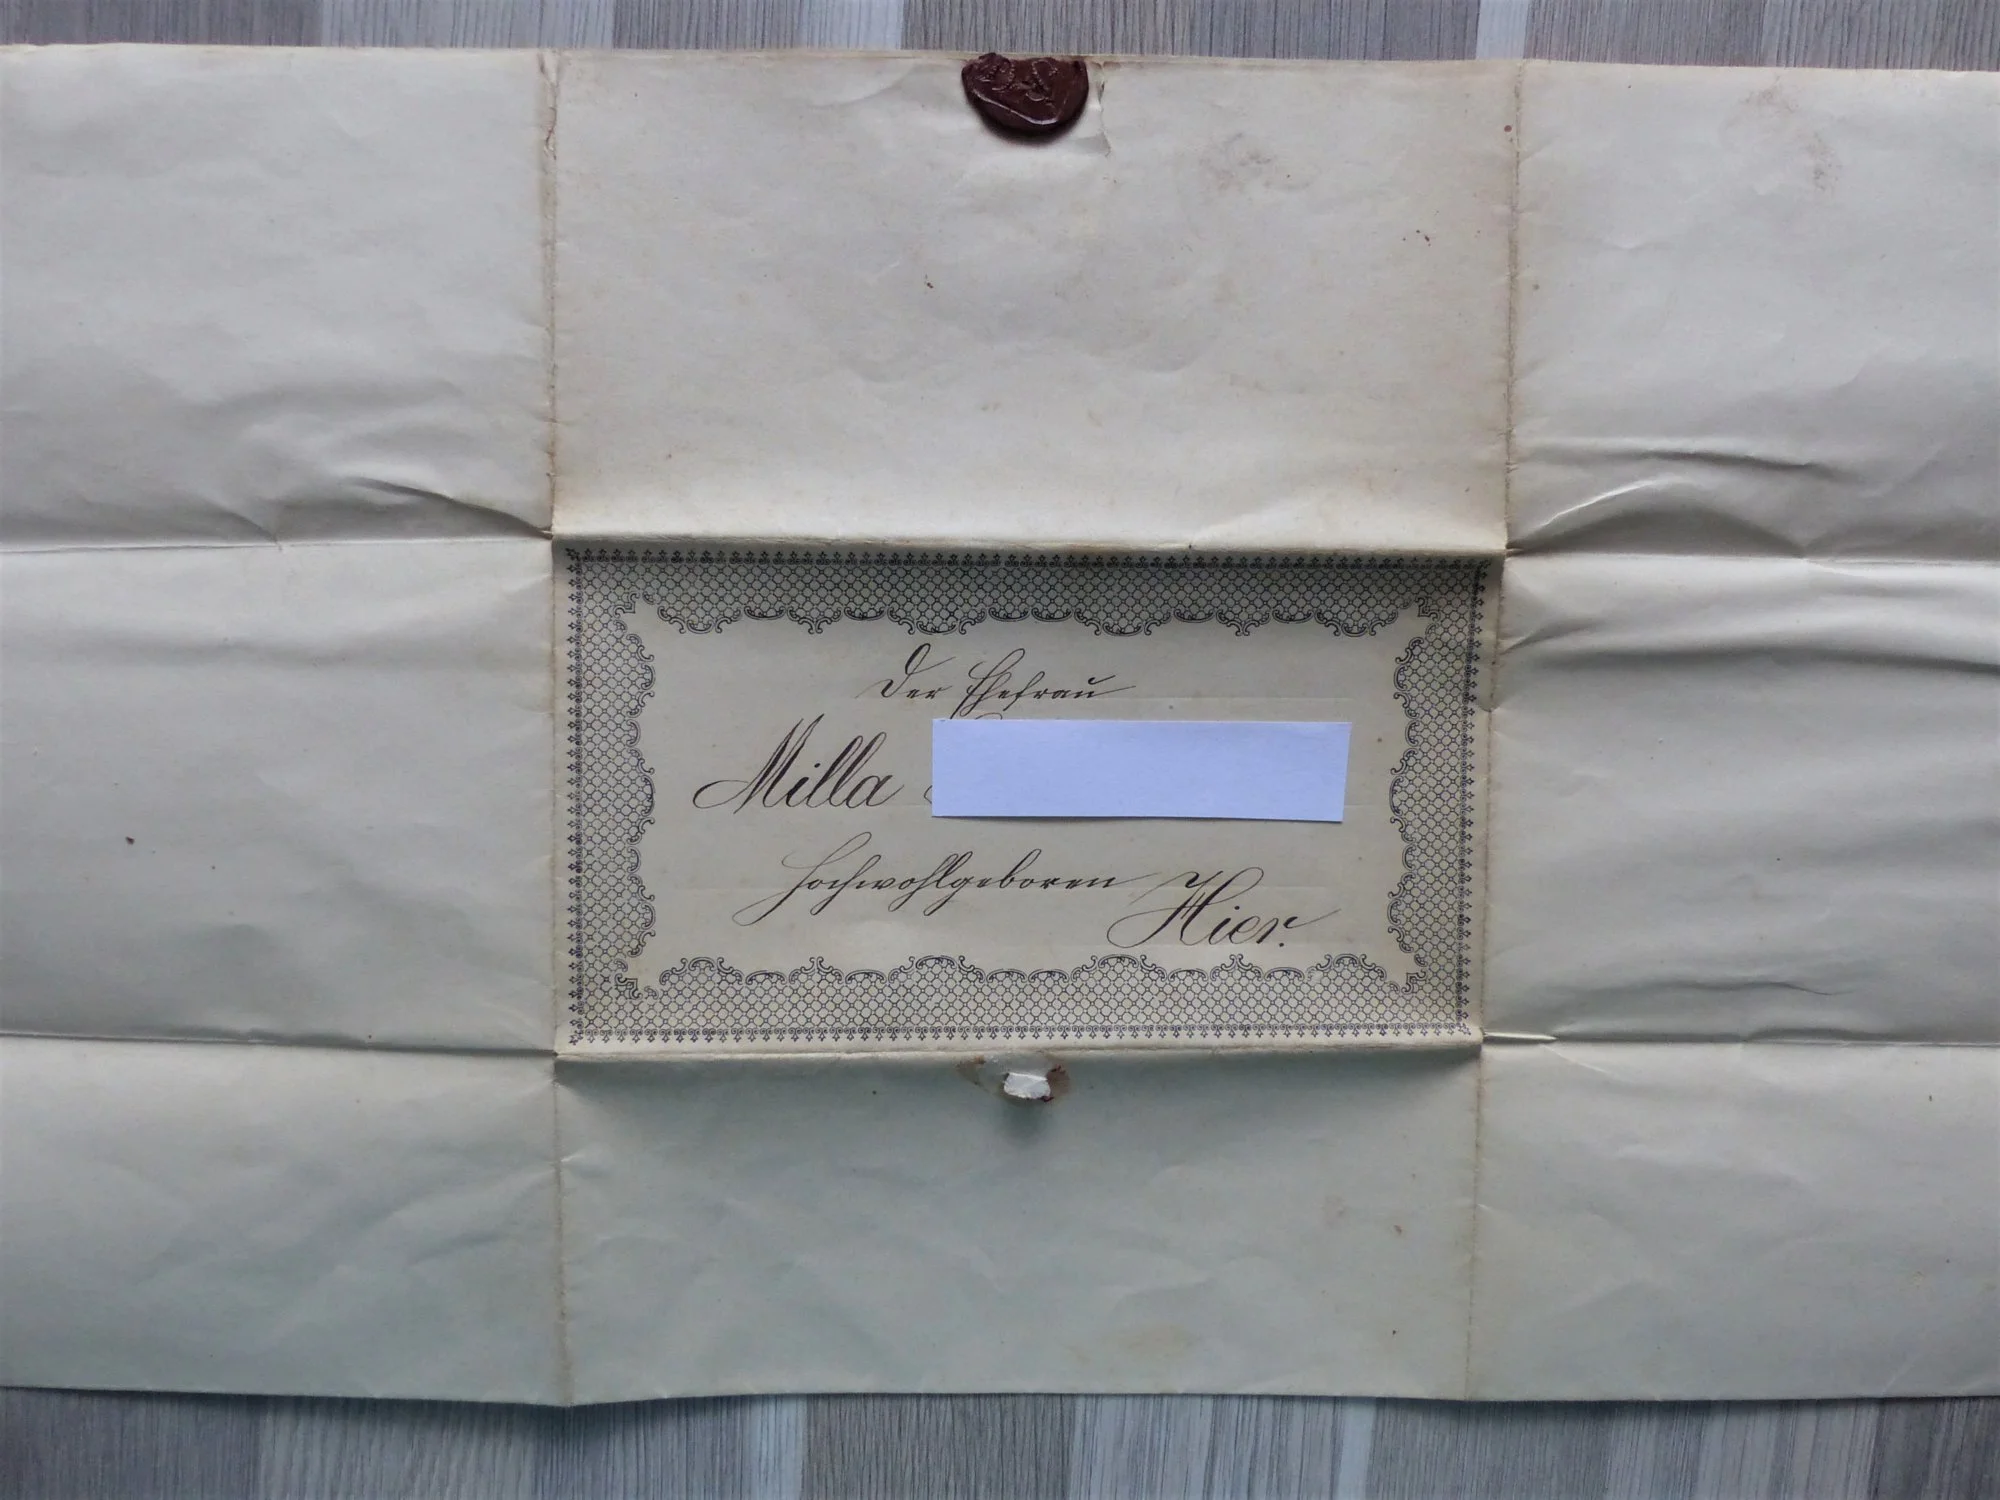 Der Ehefrau
Milla
Hochwohlgeboren
Hier.